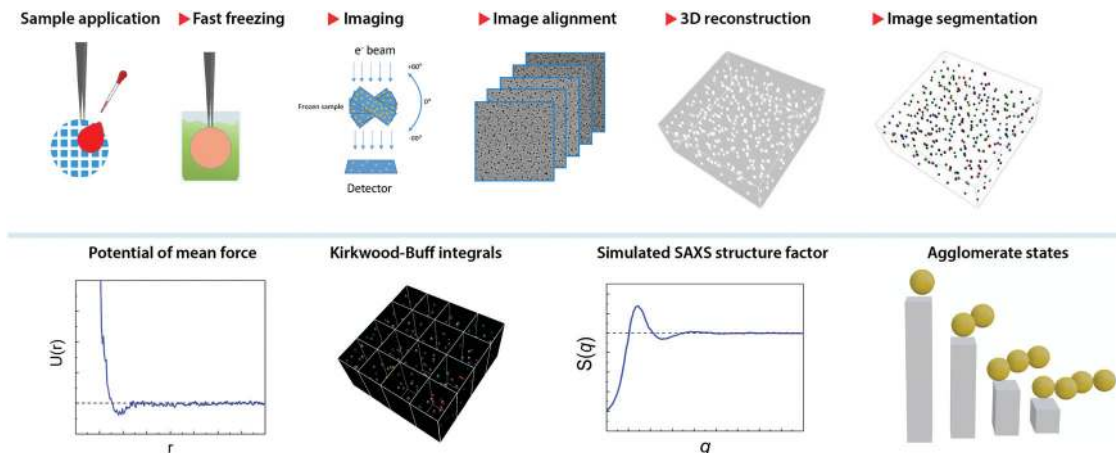 Sample application ▶ Fast freezing ▶ Imaging ▶ Image alignment ▶ 3D reconstruction ▶ Image segmentation
e⁻ beam
+60°
Frozen sample
0°
-60°
Detector
Potential of mean force
Kirkwood-Buff integrals
Simulated SAXS structure factor
Agglomerate states
U(r)
r
S(q)
q